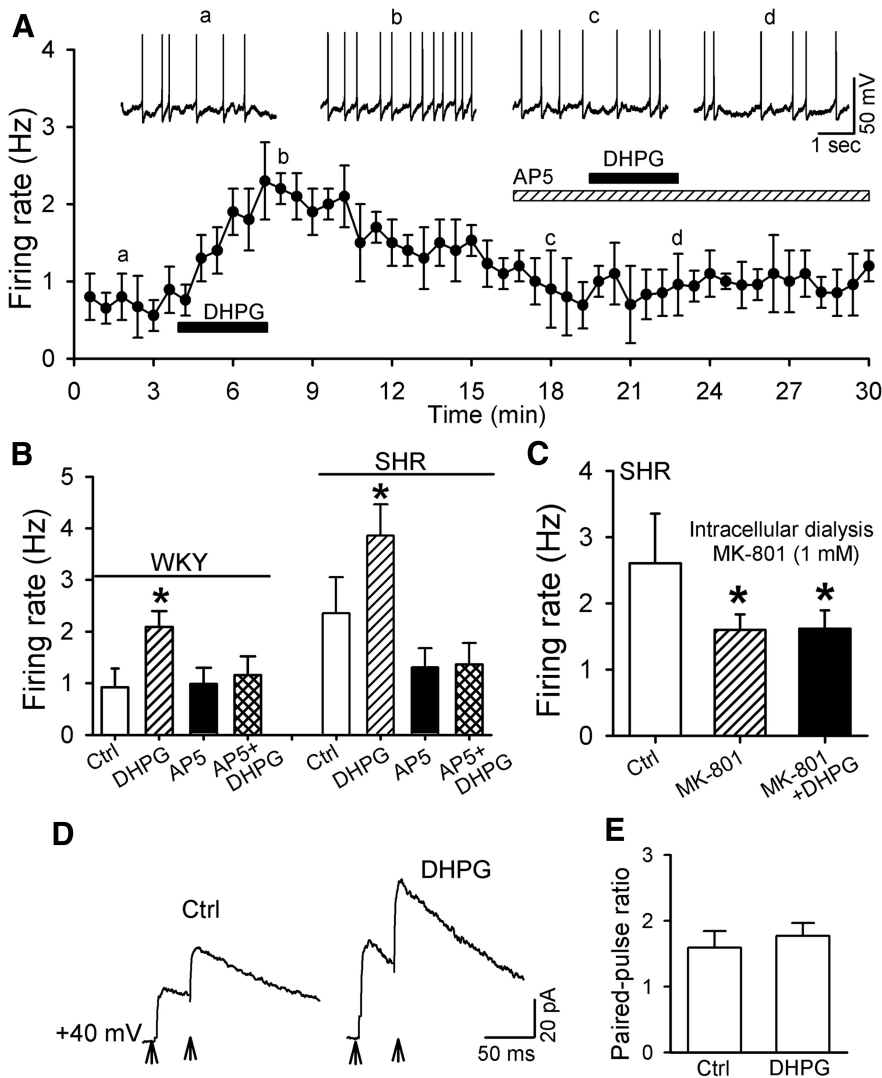 A
a
b
c
d
4
3
2
1
0
Firing rate (Hz)
50 mV
1 sec
DHPG
AP5
a
b
c
d
DHPG
0 3 6 9 12 15 18 21 24 27 30
Time (min)
B
SHR
WKY
*
*
5
4
3
2
1
0
Firing rate (Hz)
Ctrl
DHPG
AP5
AP5+
DHPG
Ctrl
DHPG
AP5
AP5+
DHPG
C
SHR
Intracellular dialysis
MK-801 (1 mM)
*
*
4
3
2
1
0
Firing rate (Hz)
Ctrl
MK-801
MK-801
+DHPG
D
Ctrl
DHPG
+40 mV
20 pA
50 ms
E
3
2
1
0
Paired-pulse ratio
Ctrl
DHPG